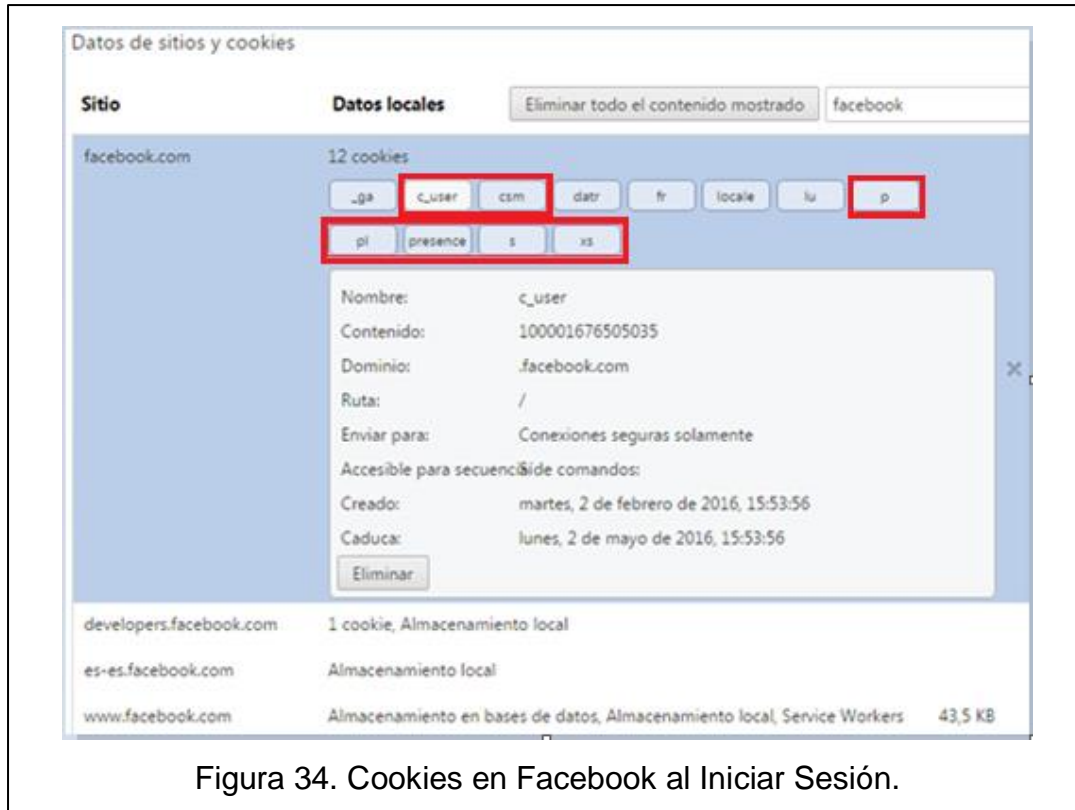 Datos de sitios y cookies
Sitio Datos locales Eliminar todo el contenido mostrado facebook
facebook.com 12 cookies
_ga c_user csm datr fr locale lu p
pl presence s xs
Nombre: c_user
Contenido: 100001676505035
Dominio: .facebook.com
Ruta: /
Enviar para: Conexiones seguras solamente
Accesible para secuenciSide comandos:
Creado: martes, 2 de febrero de 2016, 15:53:56
Caduca: lunes, 2 de mayo de 2016, 15:53:56
Eliminar
developers.facebook.com 1 cookie, Almacenamiento local
es-es.facebook.com Almacenamiento local
www.facebook.com Almacenamiento en bases de datos, Almacenamiento local, Service Workers 43,5 KB
Figura 34. Cookies en Facebook al Iniciar Sesión.